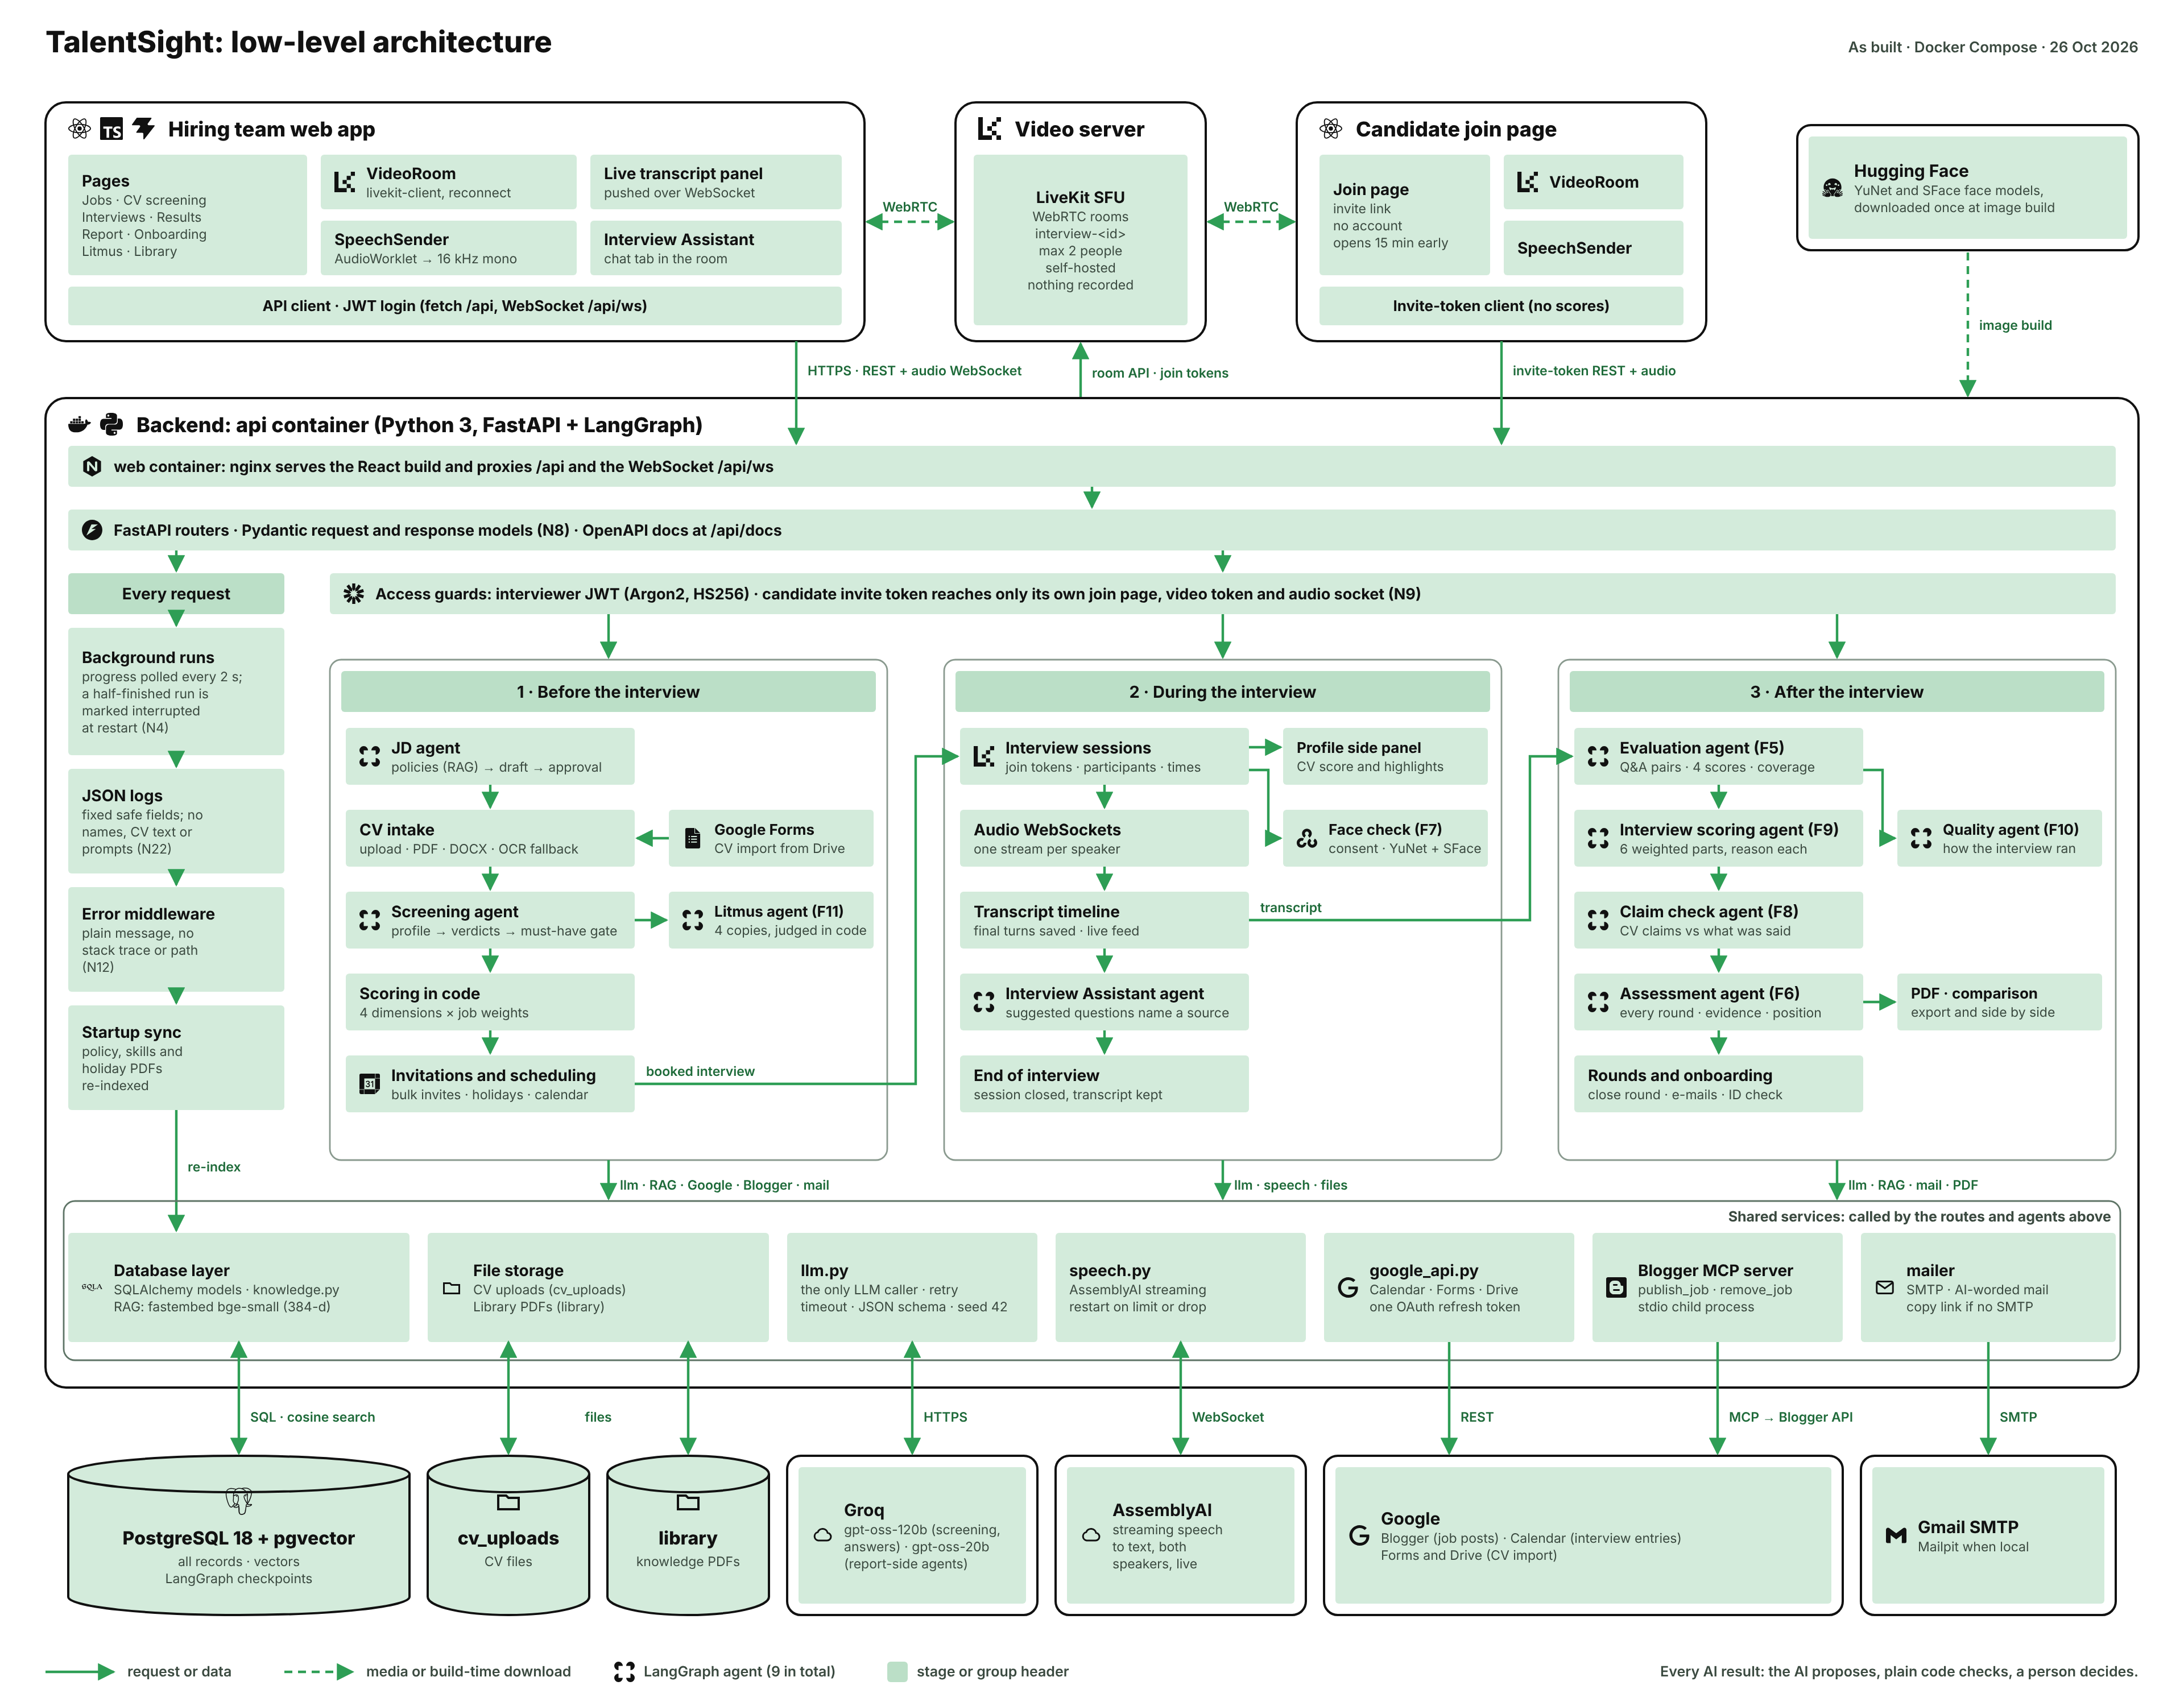 TalentSight: low-level architecture
As built · Docker Compose · 26 Oct 2026
TS
Hiring team web app
Pages
Jobs · CV screening
Interviews · Results
Report · Onboarding
Litmus · Library
VideoRoom
livekit-client, reconnect
Live transcript panel
pushed over WebSocket
SpeechSender
AudioWorklet → 16 kHz mono
Interview Assistant
chat tab in the room
API client · JWT login (fetch /api, WebSocket /api/ws)
WebRTC
Video server
LiveKit SFU
WebRTC rooms
interview-<id>
max 2 people
self-hosted
nothing recorded
WebRTC
Candidate join page
Join page
invite link
no account
opens 15 min early
VideoRoom
SpeechSender
Invite-token client (no scores)
Hugging Face
YuNet and SFace face models,
downloaded once at image build
image build
HTTPS · REST + audio WebSocket
room API · join tokens
invite-token REST + audio
Backend: api container (Python 3, FastAPI + LangGraph)
web container: nginx serves the React build and proxies /api and the WebSocket /api/ws
FastAPI routers · Pydantic request and response models (N8) · OpenAPI docs at /api/docs
Every request
Access guards: interviewer JWT (Argon2, HS256) · candidate invite token reaches only its own join page, video token and audio socket (N9)
Background runs
progress polled every 2 s;
a half-finished run is
marked interrupted
at restart (N4)
JSON logs
fixed safe fields; no
names, CV text or
prompts (N22)
Error middleware
plain message, no
stack trace or path
(N12)
Startup sync
policy, skills and
holiday PDFs
re-indexed
re-index
1 · Before the interview
JD agent
policies (RAG) → draft → approval
CV intake
upload · PDF · DOCX · OCR fallback
Google Forms
CV import from Drive
Screening agent
profile → verdicts → must-have gate
Litmus agent (F11)
4 copies, judged in code
Scoring in code
4 dimensions × job weights
31
Invitations and scheduling
bulk invites · holidays · calendar
booked interview
2 · During the interview
Interview sessions
join tokens · participants · times
Profile side panel
CV score and highlights
Audio WebSockets
one stream per speaker
Face check (F7)
consent · YuNet + SFace
Transcript timeline
final turns saved · live feed
transcript
Interview Assistant agent
suggested questions name a source
End of interview
session closed, transcript kept
3 · After the interview
Evaluation agent (F5)
Q&A pairs · 4 scores · coverage
Interview scoring agent (F9)
6 weighted parts, reason each
Quality agent (F10)
how the interview ran
Claim check agent (F8)
CV claims vs what was said
Assessment agent (F6)
every round · evidence · position
PDF · comparison
export and side by side
Rounds and onboarding
close round · e-mails · ID check
llm · RAG · Google · Blogger · mail
llm · speech · files
llm · RAG · mail · PDF
Shared services: called by the routes and agents above
SQLA
Database layer
SQLAlchemy models · knowledge.py
RAG: fastembed bge-small (384-d)
File storage
CV uploads (cv_uploads)
Library PDFs (library)
llm.py
the only LLM caller · retry
timeout · JSON schema · seed 42
speech.py
AssemblyAI streaming
restart on limit or drop
google_api.py
Calendar · Forms · Drive
one OAuth refresh token
Blogger MCP server
publish_job · remove_job
stdio child process
mailer
SMTP · AI-worded mail
copy link if no SMTP
SQL · cosine search
files
HTTPS
WebSocket
REST
MCP → Blogger API
SMTP
PostgreSQL 18 + pgvector
all records · vectors
LangGraph checkpoints
cv_uploads
CV files
library
knowledge PDFs
Groq
gpt-oss-120b (screening,
answers) · gpt-oss-20b
(report-side agents)
AssemblyAI
streaming speech
to text, both
speakers, live
Google
Blogger (job posts) · Calendar (interview entries)
Forms and Drive (CV import)
Gmail SMTP
Mailpit when local
request or data
media or build-time download
LangGraph agent (9 in total)
stage or group header
Every AI result: the AI proposes, plain code checks, a person decides.